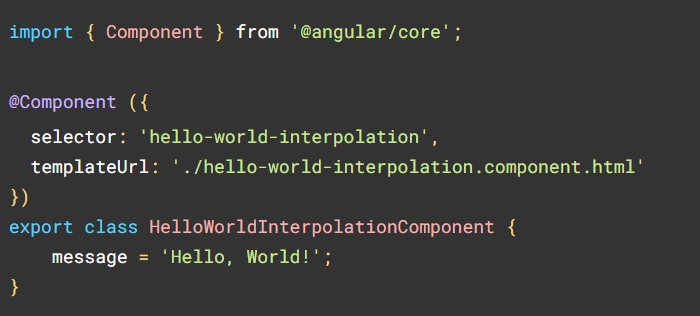 import { Component } from '@angular/core';
@Component ({
  selector: 'hello-world-interpolation',
  templateUrl: './hello-world-interpolation.component.html'
})
export class HelloWorldInterpolationComponent {
    message = 'Hello, World!';
}